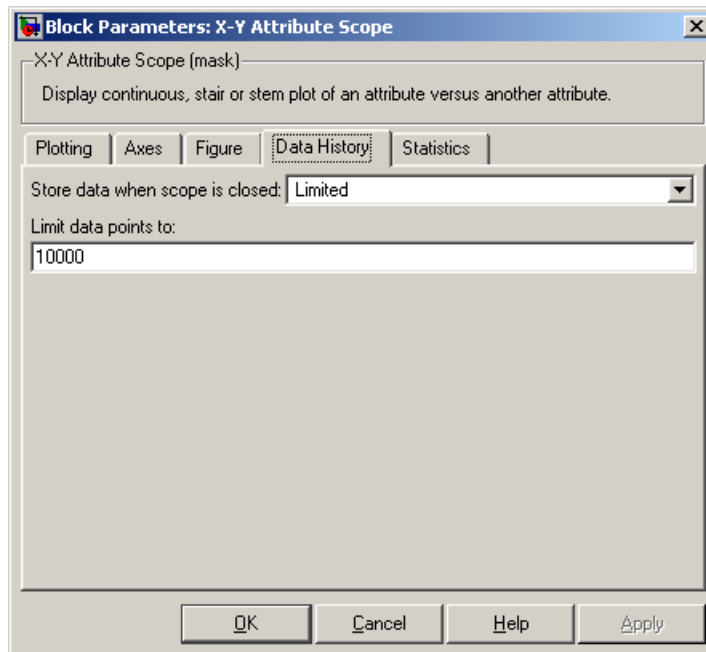 Block Parameters: X-Y Attribute Scope
X-Y Attribute Scope (mask)
Display continuous, stair or stem plot of an attribute versus another attribute.
Plotting Axes Figure Data History Statistics
Store data when scope is closed: Limited
Limit data points to:
10000
OK Cancel Help Apply